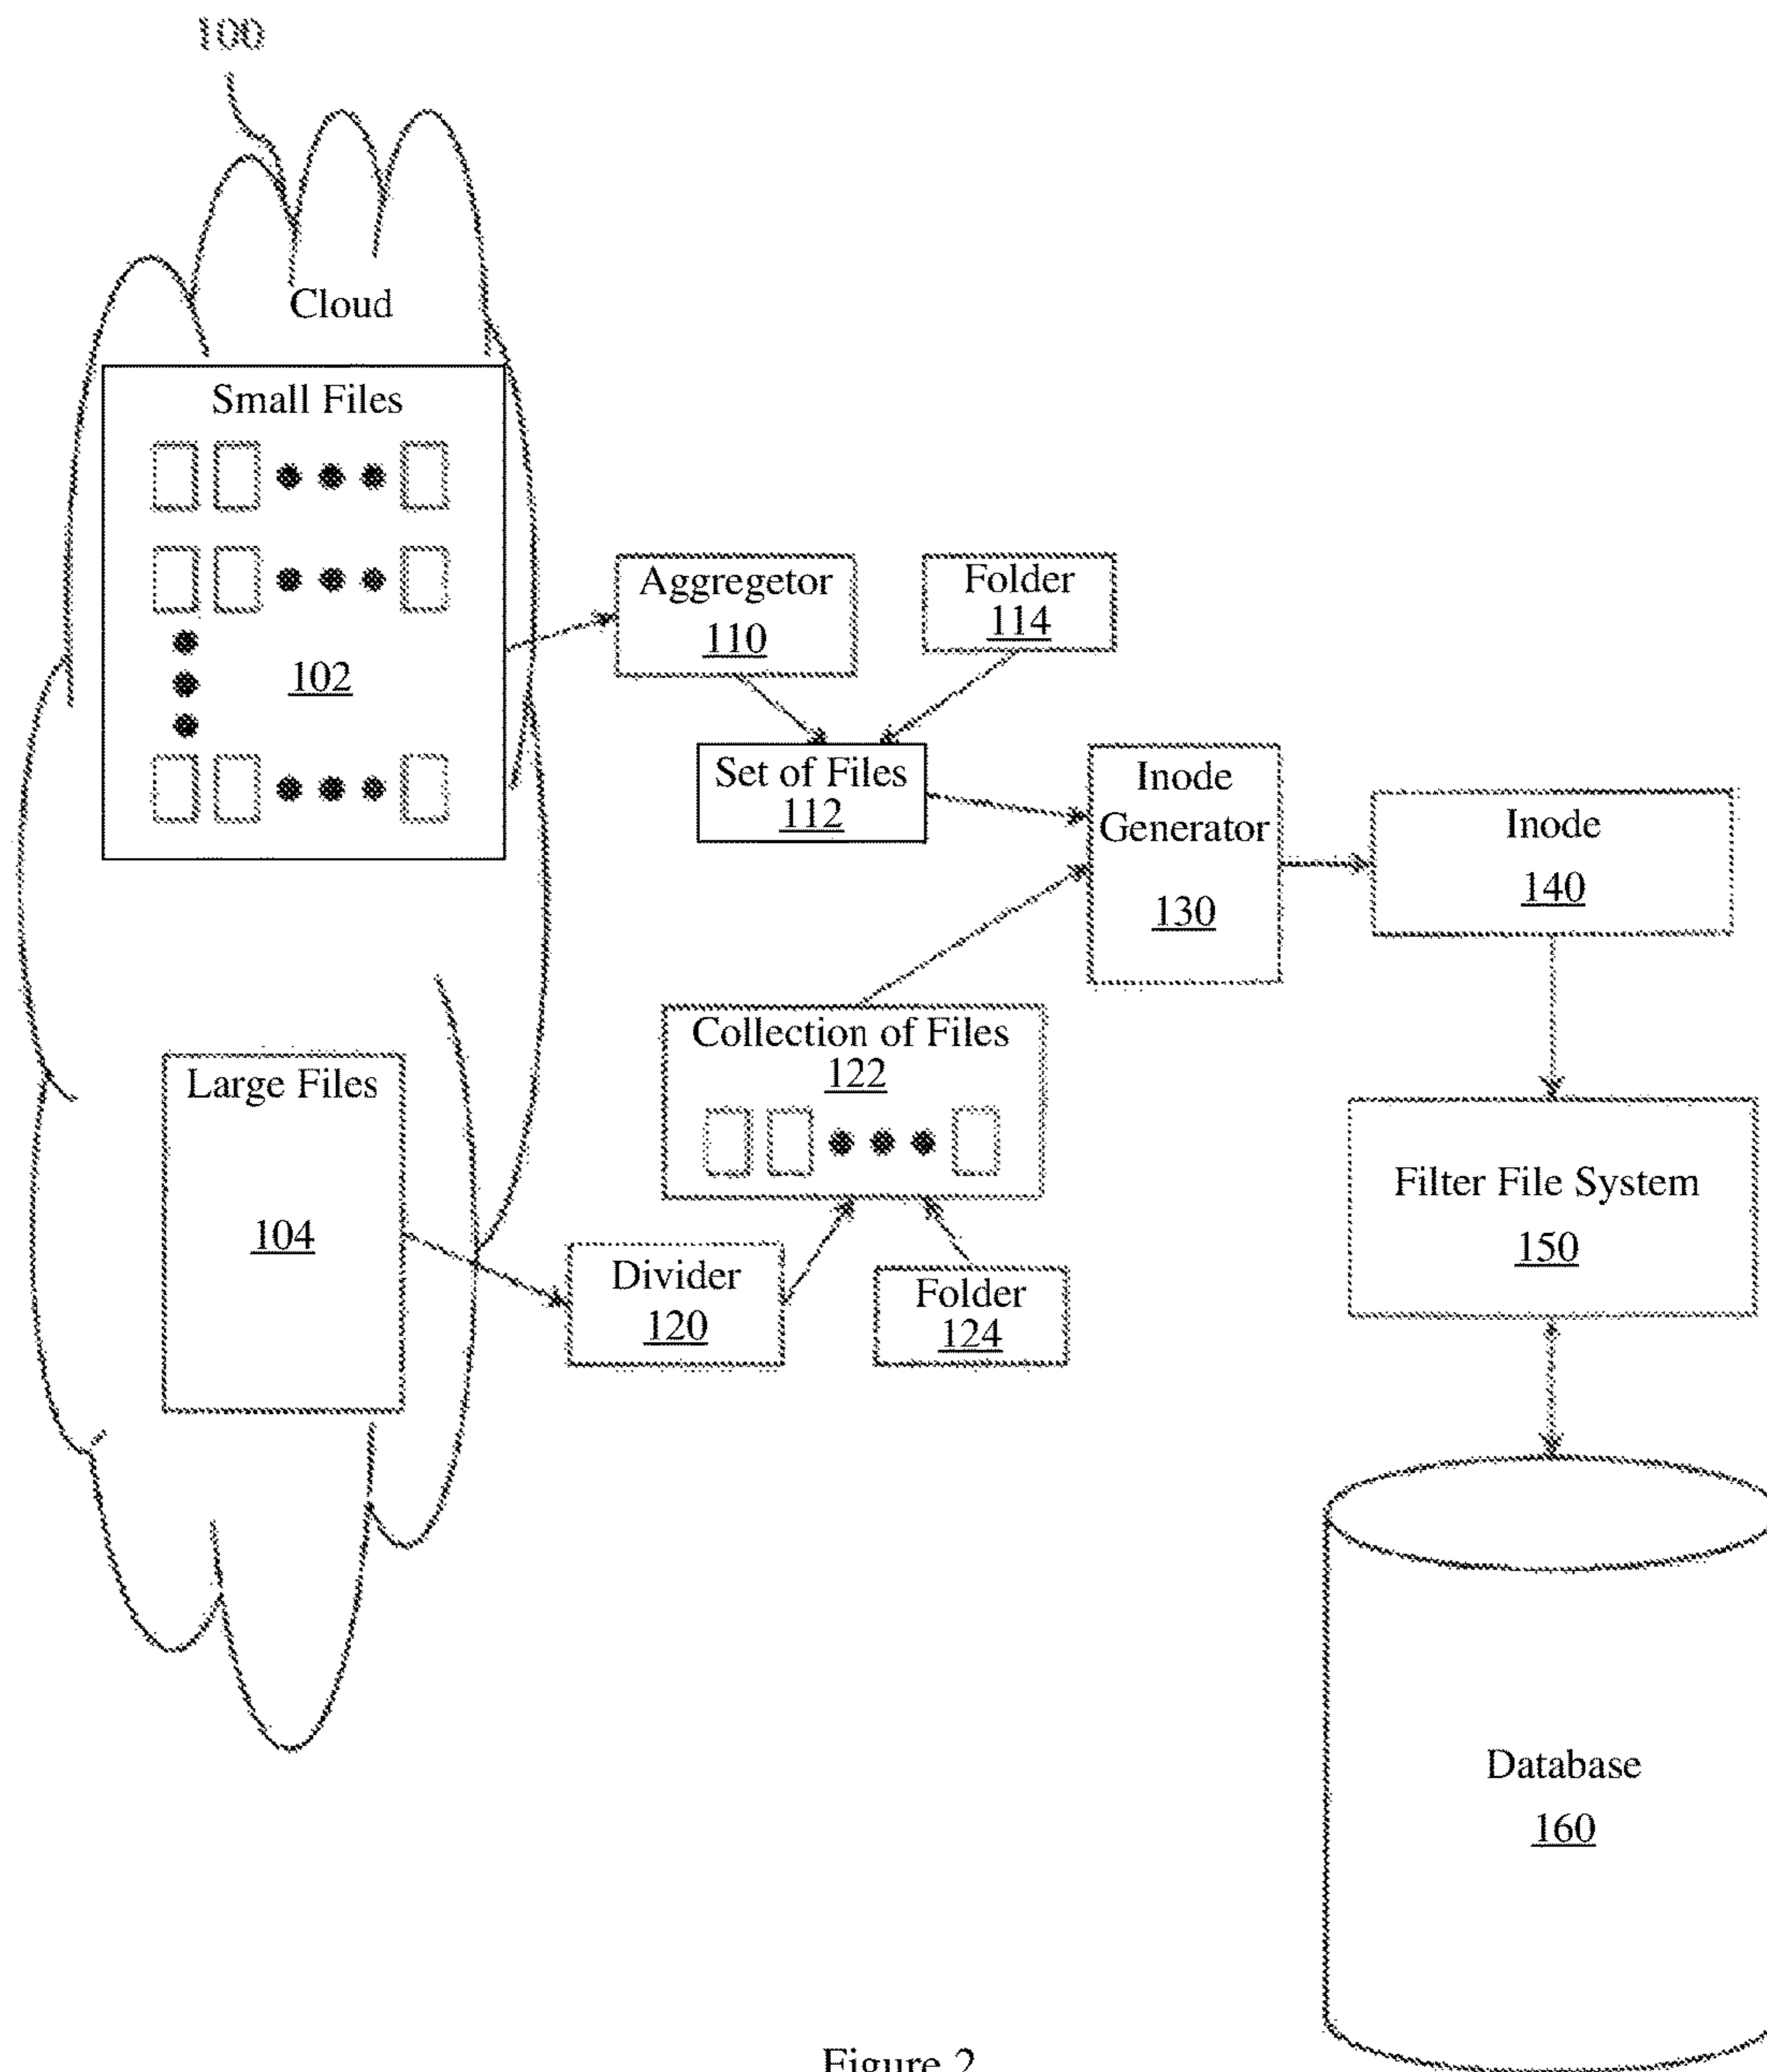 100
Cloud
Small Files
102
Aggregetor
110
Folder
114
Set of Files
112
Inode
Generator
130
Inode
140
Collection of Files
122
Large Files
104
Divider
120
Folder
124
Filter File System
150
Database
160
Figure 2